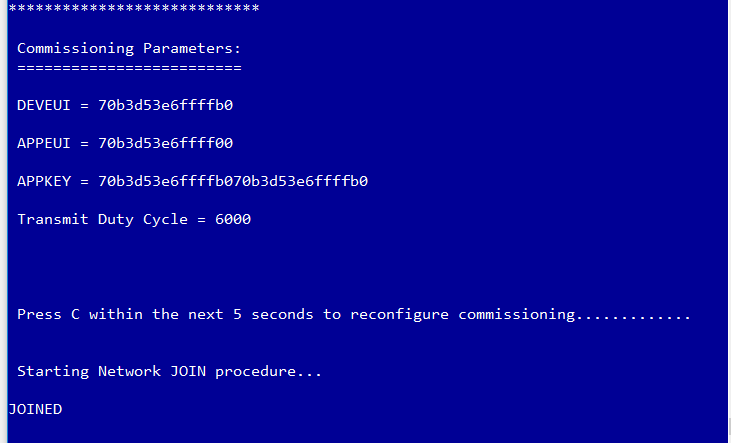 ****************************
Commissioning Parameters:
=========================
DEVEUI = 70b3d53e6ffffb0
APPEUI = 70b3d53e6ffff00
APPKEY = 70b3d53e6ffffb070b3d53e6ffffb0
Transmit Duty Cycle = 6000
Press C within the next 5 seconds to reconfigure commissioning.............
Starting Network JOIN procedure...
JOINED